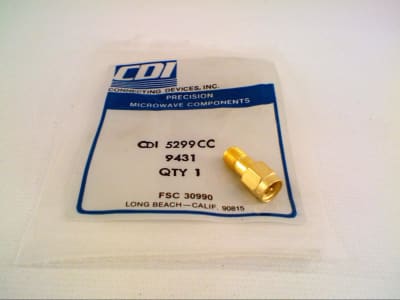 CDI
CONNECTING DEVICES, INC.
PRECISION
MICROWAVE COMPONENTS
CDI 5299CC
9431
QTY 1
FSC 30990
LONG BEACH—CALIF. 90815